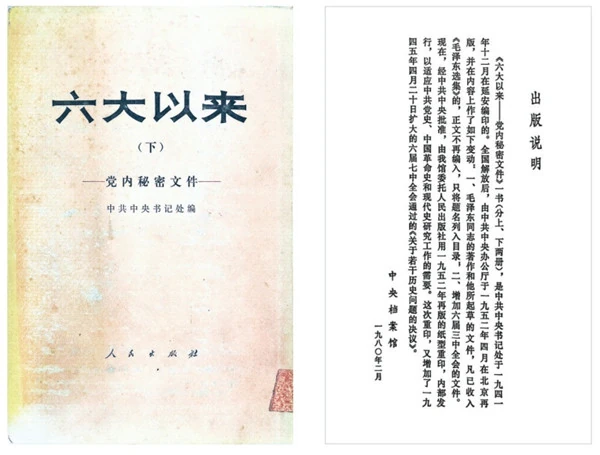 六大以来
（下）
——党内秘密文件——
中共中央书记处编
人民出版社
出版说明
《六大以来——党内秘密文件》一书（分上、下两册），是中共中央书记处于一九四一
年十二月在延安编印的。全国解放后，由中共中央办公厅于一九五二年四月在北京再
版，并在内容上作了如下变动。一、毛泽东同志的著作和他所起草的文件，凡已收入
《毛泽东选集》的，正文不再编入，只将题名列入目录。二、增加六届三中全会的文件。
现在，经中共中央批准，由我馆委托人民出版社用一九五二年再版的纸型重印，内部发
行，以适应中共党史、中国革命史和现代史研究工作的需要。这次重印，又增加了一九
四五年四月二十日扩大的六届七中全会通过的《关于若干历史问题的决议》。
中央档案馆
一九八〇年二月